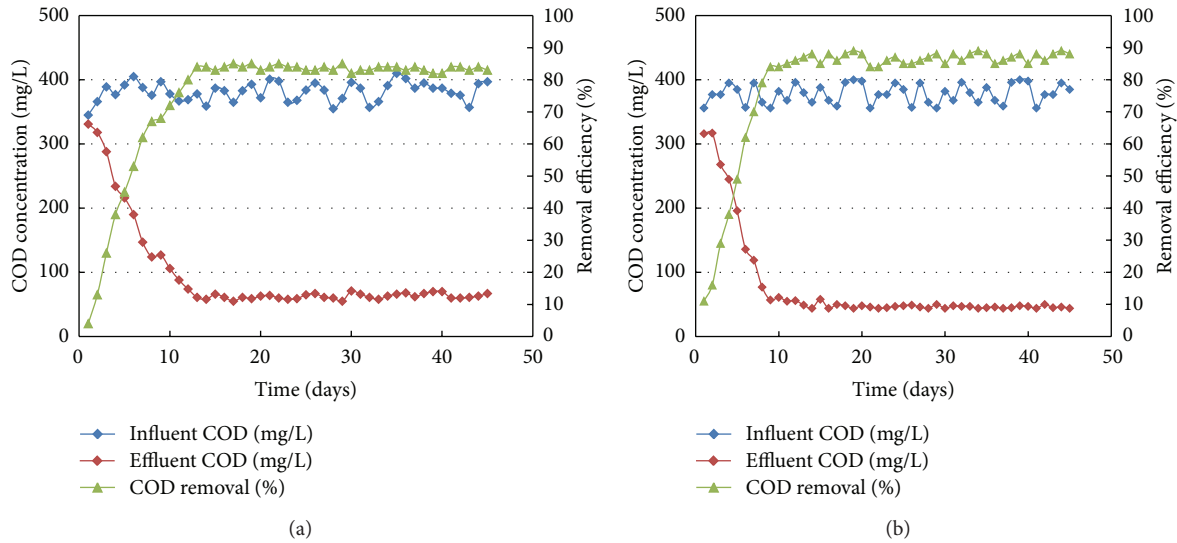 500
400
300
200
100
0
COD concentration (mg/L)
100
90
80
70
60
50
40
30
20
10
0
Removal efficiency (%)
0 10 20 30 40 50
Time (days)
Influent COD (mg/L)
Effluent COD (mg/L)
COD removal (%)
(a)
500
400
300
200
100
0
COD concentration (mg/L)
100
90
80
70
60
50
40
30
20
10
0
Removal efficiency (%)
0 10 20 30 40 50
Time (days)
Influent COD (mg/L)
Effluent COD (mg/L)
COD removal (%)
(b)